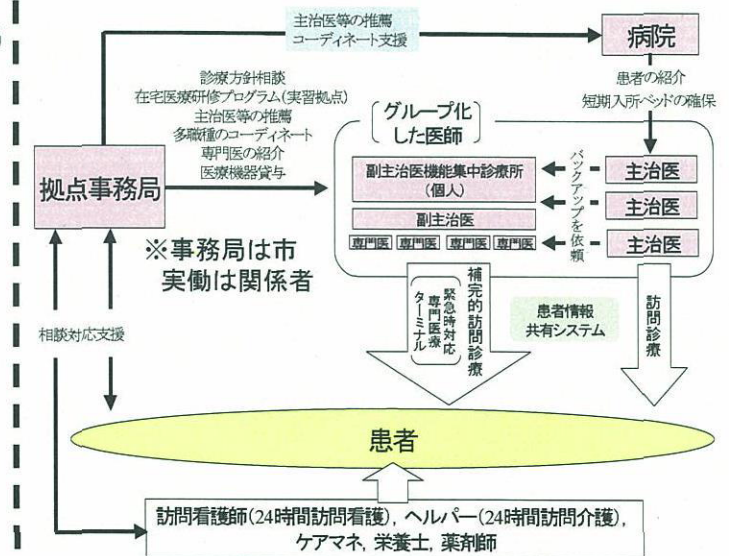 主治医等の推薦
コーディネート支援
病院
患者の紹介
短期入所ベッドの確保
診療方針相談
在宅医療研修プログラム(実習拠点)
主治医等の推薦
多職種のコーディネート
専門医の紹介
医療機器貸与
拠点事務局
※事務局は市
実働は関係者
グループ化
した医師
副主治医機能集中診療所
(個人)
副主治医
専門医 専門医 専門医 専門医
バックアップを依頼
主治医
主治医
主治医
補完的訪問診療
緊急時対応
専門医療
ターミナル
患者情報
共有システム
訪問診療
相談対応支援
患者
訪問看護師(24時間訪問看護), ヘルパー(24時間訪問介護),
ケアマネ, 栄養士, 薬剤師